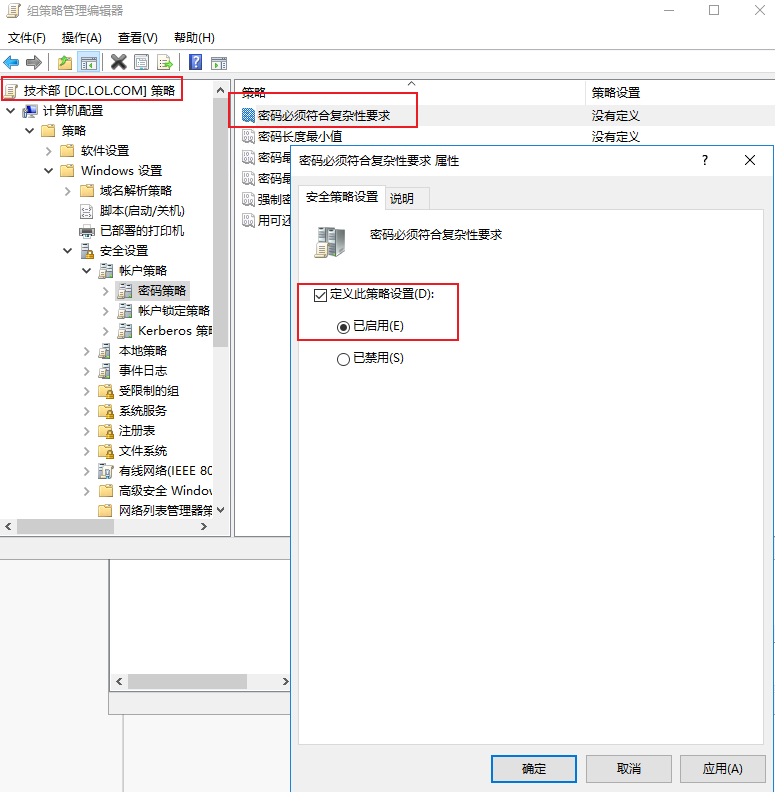 组策略管理编辑器
文件(F) 操作(A) 查看(V) 帮助(H)
技术部 [DC.LOL.COM] 策略
计算机配置
策略
软件设置
Windows 设置
域名解析策略
脚本(启动/关机)
已部署的打印机
安全设置
帐户策略
密码策略
帐户锁定策略
Kerberos 策
本地策略
事件日志
受限制的组
系统服务
注册表
文件系统
有线网络(IEEE 80
高级安全 Window
网络列表管理器策
策略 策略设置
密码必须符合复杂性要求 没有定义
密码长度最小值 没有定义
密码最
密码最
强制密
用可还
密码必须符合复杂性要求 属性
?
安全策略设置 说明
密码必须符合复杂性要求
定义此策略设置(D):
已启用(E)
已禁用(S)
确定 取消 应用(A)